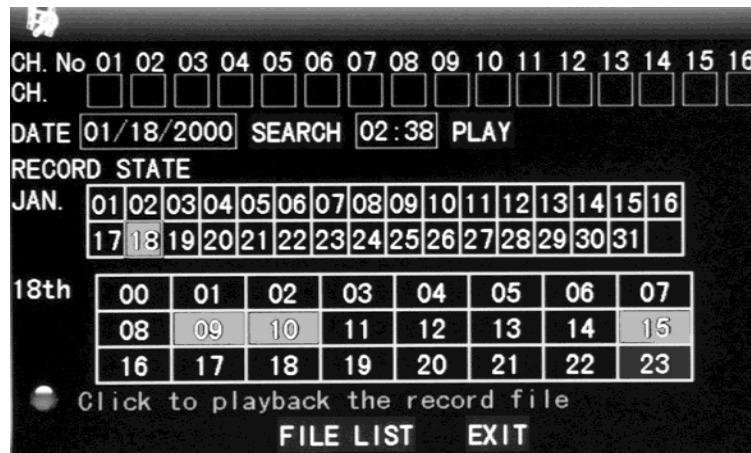 CH. No 01 02 03 04 05 06 07 08 09 10 11 12 13 14 15 16
CH.
DATE 01/18/2000 SEARCH 02:38 PLAY
RECORD STATE
JAN. 01 02 03 04 05 06 07 08 09 10 11 12 13 14 15 16
17 18 19 20 21 22 23 24 25 26 27 28 29 30 31
18th 00 01 02 03 04 05 06 07
08 09 10 11 12 13 14 15
16 17 18 19 20 21 22 23
Click to playback the record file
FILE LIST EXIT